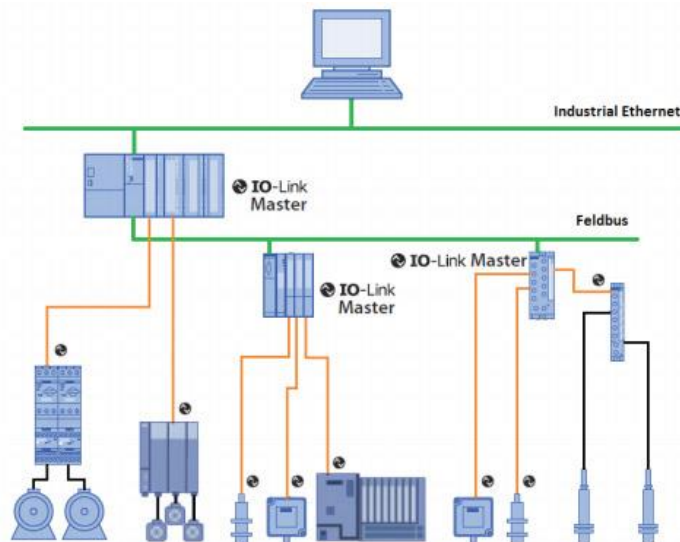 Industrial Ethernet
IO-Link
Master
Feldbus
IO-Link Master
IO-Link
Master